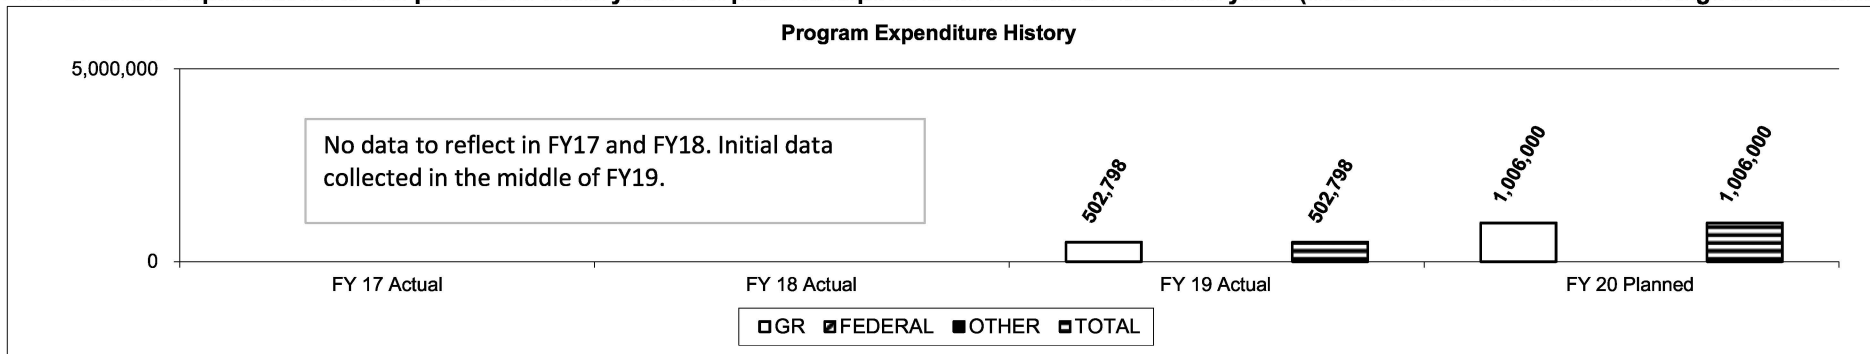 Program Expenditure History
5,000,000
No data to reflect in FY17 and FY18. Initial data
collected in the middle of FY19.
502,798
502,798
1,006,000
1,006,000
0
FY 17 Actual
FY 18 Actual
FY 19 Actual
FY 20 Planned
GR FEDERAL OTHER TOTAL